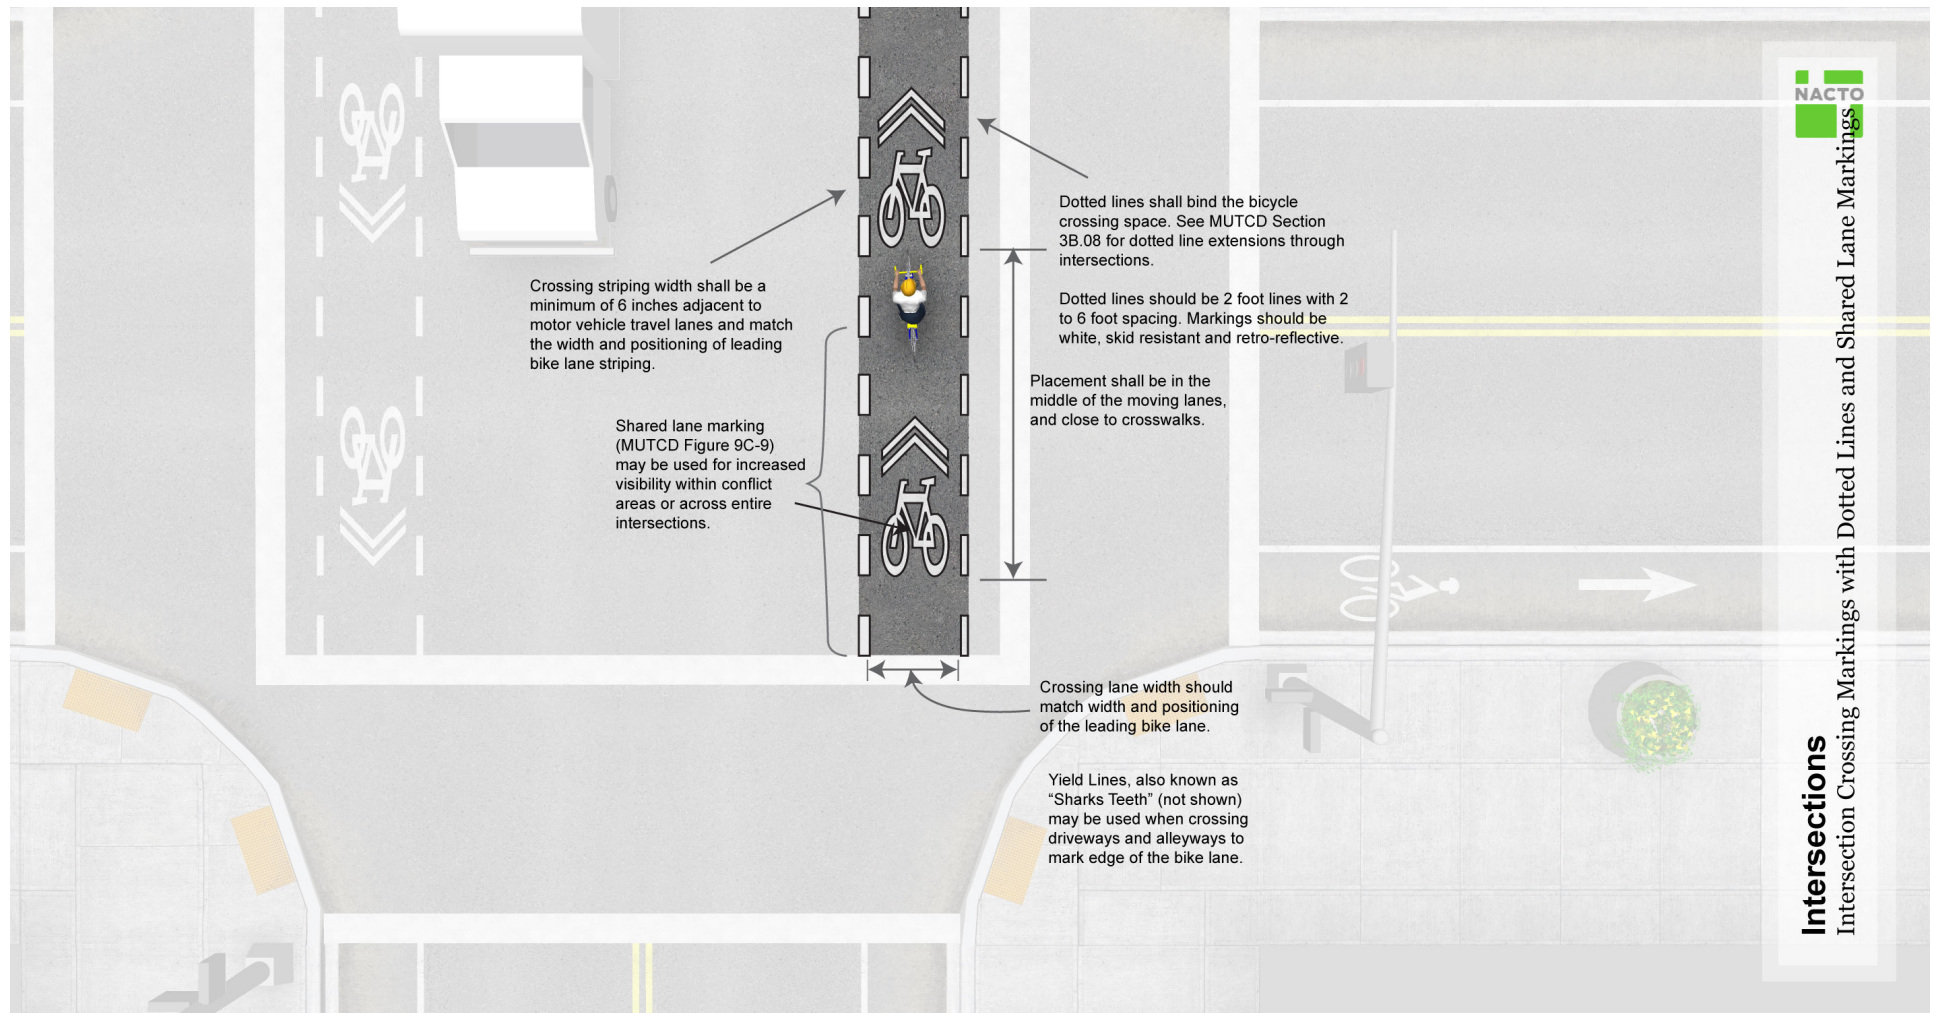 Dotted lines shall bind the bicycle
crossing space. See MUTCD Section
3B.08 for dotted line extensions through
intersections.
Dotted lines should be 2 foot lines with 2
to 6 foot spacing. Markings should be
white, skid resistant and retro-reflective.
Crossing striping width shall be a
minimum of 6 inches adjacent to
motor vehicle travel lanes and match
the width and positioning of leading
bike lane striping.
Placement shall be in the
middle of the moving lanes,
and close to crosswalks.
Shared lane marking
(MUTCD Figure 9C-9)
may be used for increased
visibility within conflict
areas or across entire
intersections.
Crossing lane width should
match width and positioning
of the leading bike lane.
Yield Lines, also known as
“Sharks Teeth” (not shown)
may be used when crossing
driveways and alleyways to
mark edge of the bike lane.
NACTO
Intersections
Intersection Crossing Markings with Dotted Lines and Shared Lane Markings